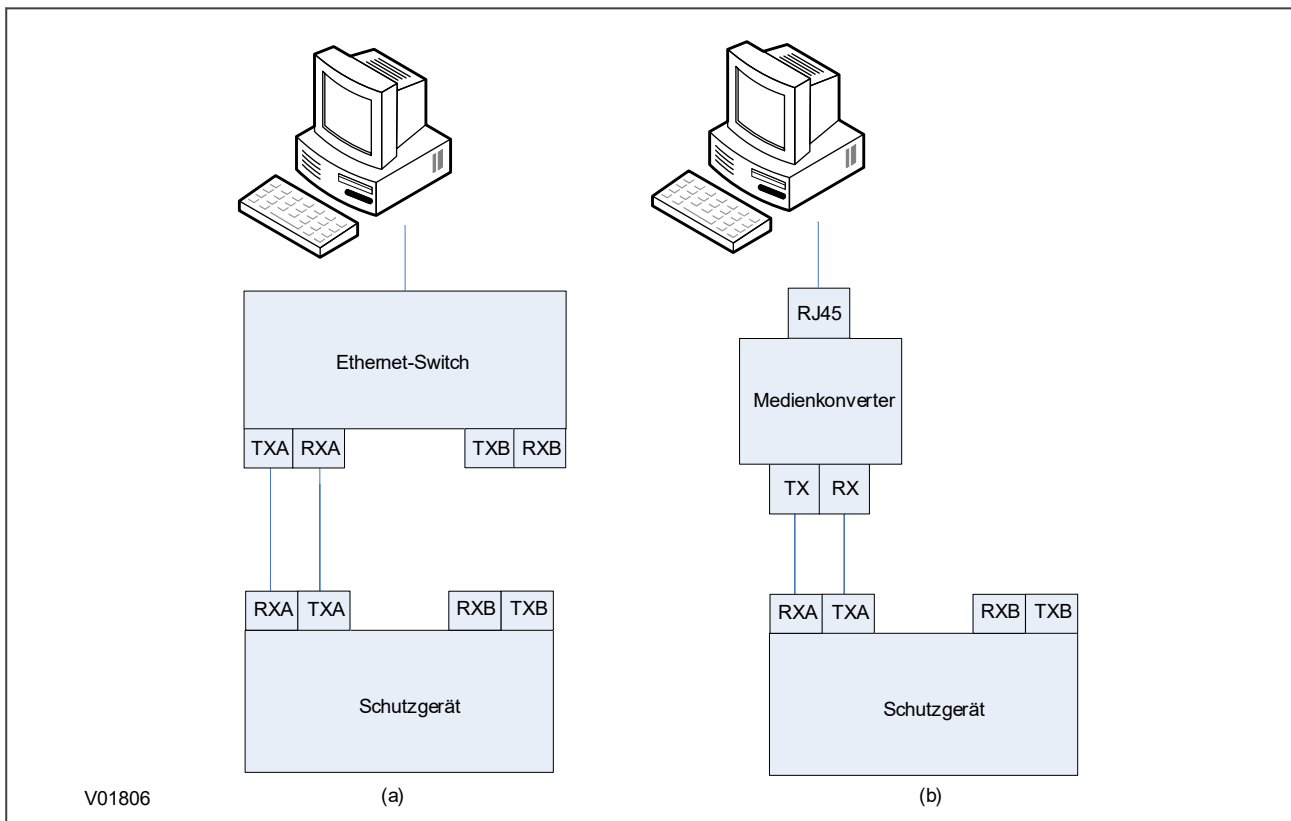 RJ45
Ethernet-Switch
Medienkonverter
TXA RXA TXB RXB
TX RX
RXA TXA RXB TXB
RXA TXA RXB TXB
Schutzgerät
Schutzgerät
V01806
(a)
(b)